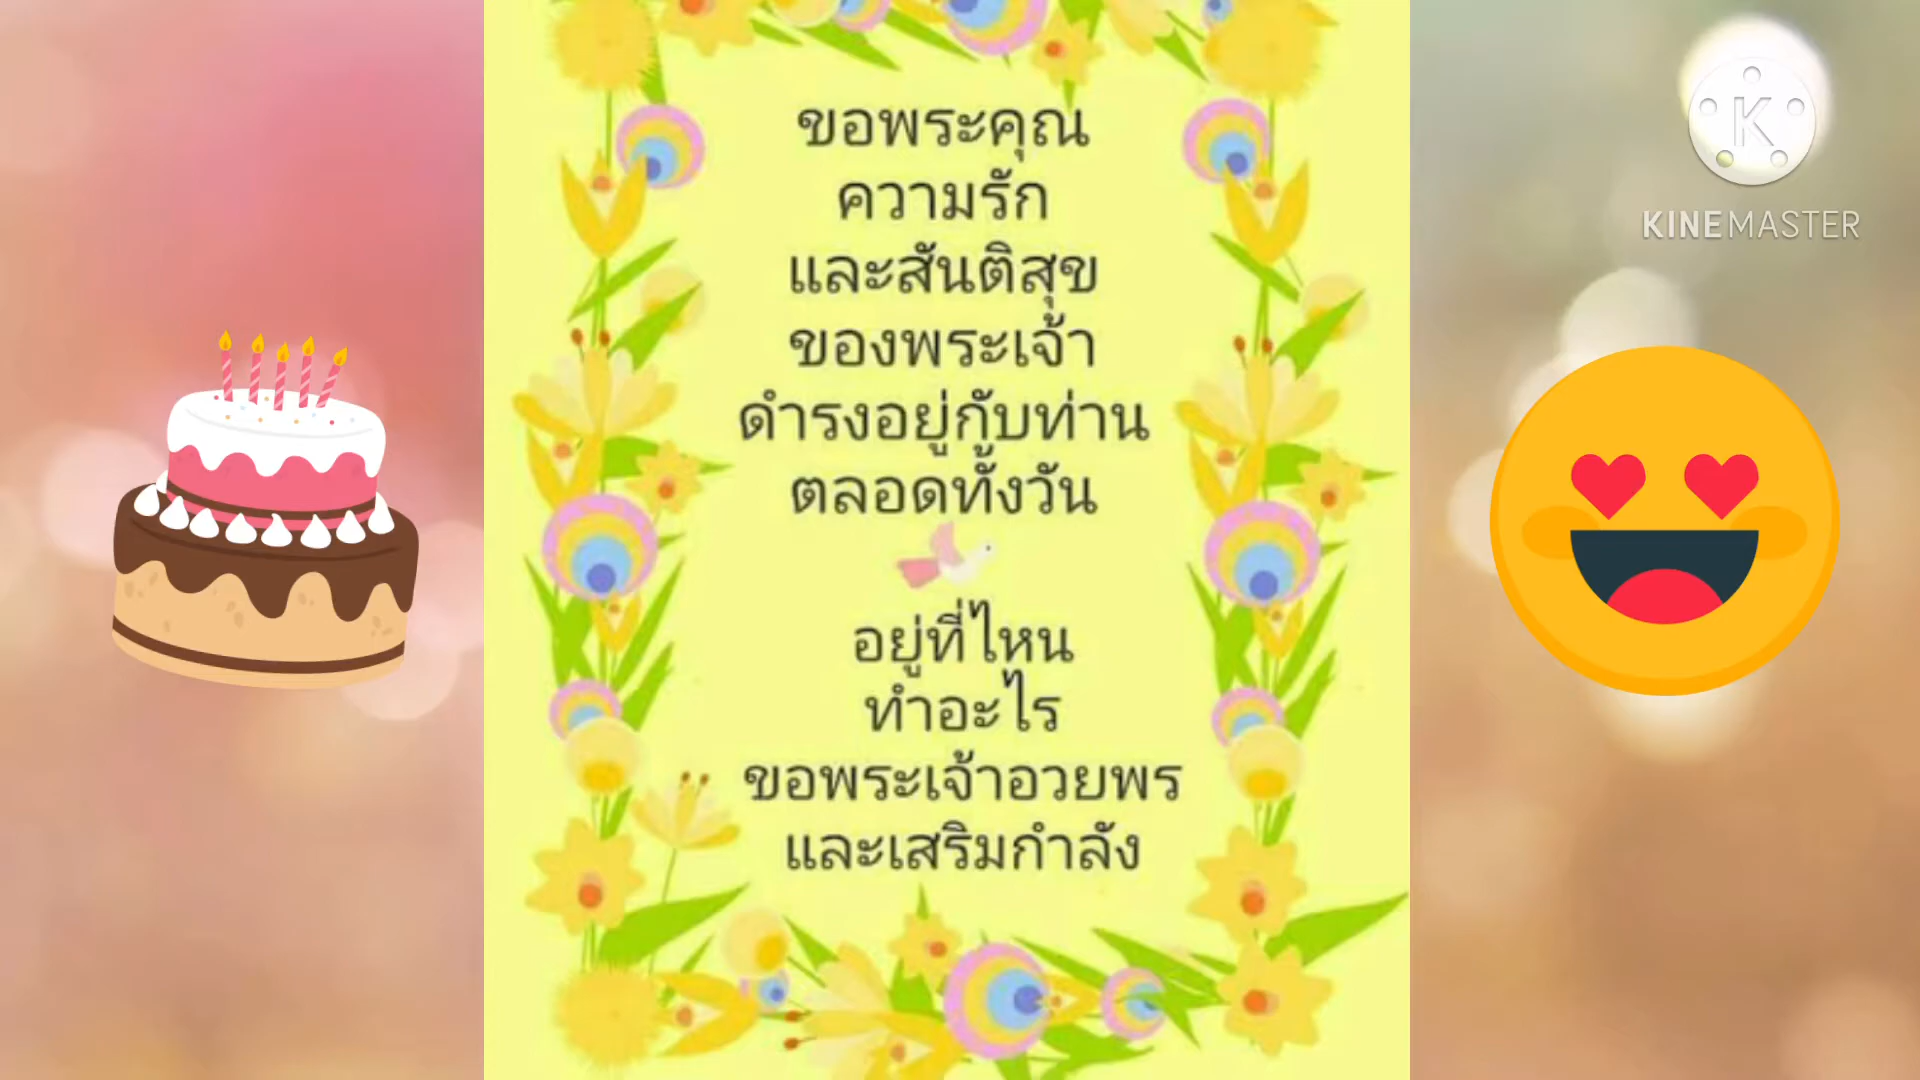 ขอพระคุณ
ความรัก
และสันติสุข
ของพระเจ้า
ดำรงอยู่กับท่าน
ตลอดทั้งวัน
อยู่ที่ไหน
ทำอะไร
ขอพระเจ้าอวยพร
และเสริมกำลัง
K
KINEMASTER